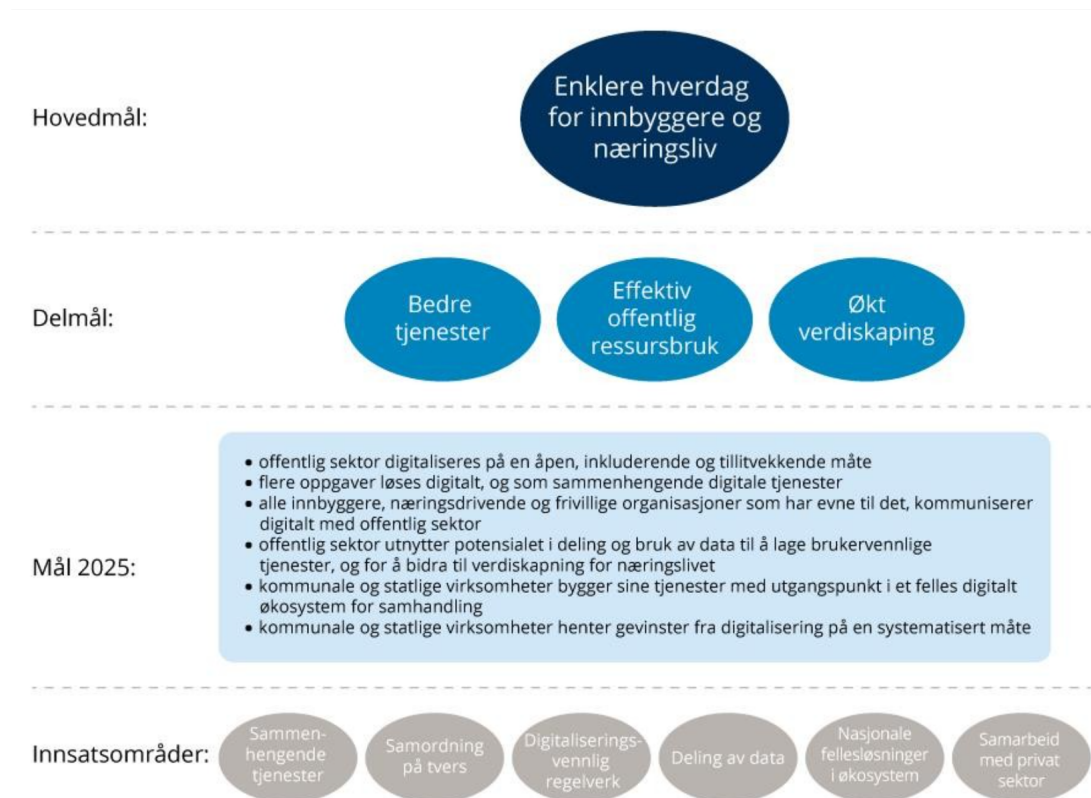 Hovedmål:
Enklere hverdag
for innbyggere og
næringsliv
Delmål:
Bedre
tjenester
Effektiv
offentlig
ressursbruk
Økt
verdiskaping
Mål 2025:
• offentlig sektor digitaliseres på en åpen, inkluderende og tillitvekkende måte
• flere oppgaver løses digitalt, og som sammenhengende digitale tjenester
• alle innbyggere, næringsdrivende og frivillige organisasjoner som har evne til det, kommuniserer
digitalt med offentlig sektor
• offentlig sektor utnytter potensialet i deling og bruk av data til å lage brukervennlige
tjenester, og for å bidra til verdiskapning for næringslivet
• kommunale og statlige virksomheter bygger sine tjenester med utgangspunkt i et felles digitalt
økosystem for samhandling
• kommunale og statlige virksomheter henter gevinster fra digitalisering på en systematisert måte
Innsatsområder:
Sammen-
hengende
tjenester
Samordning
på tvers
Digitaliserings-
vennlig
regelverk
Deling av data
Nasjonale
fellesløsninger
i økosystem
Samarbeid
med privat
sektor